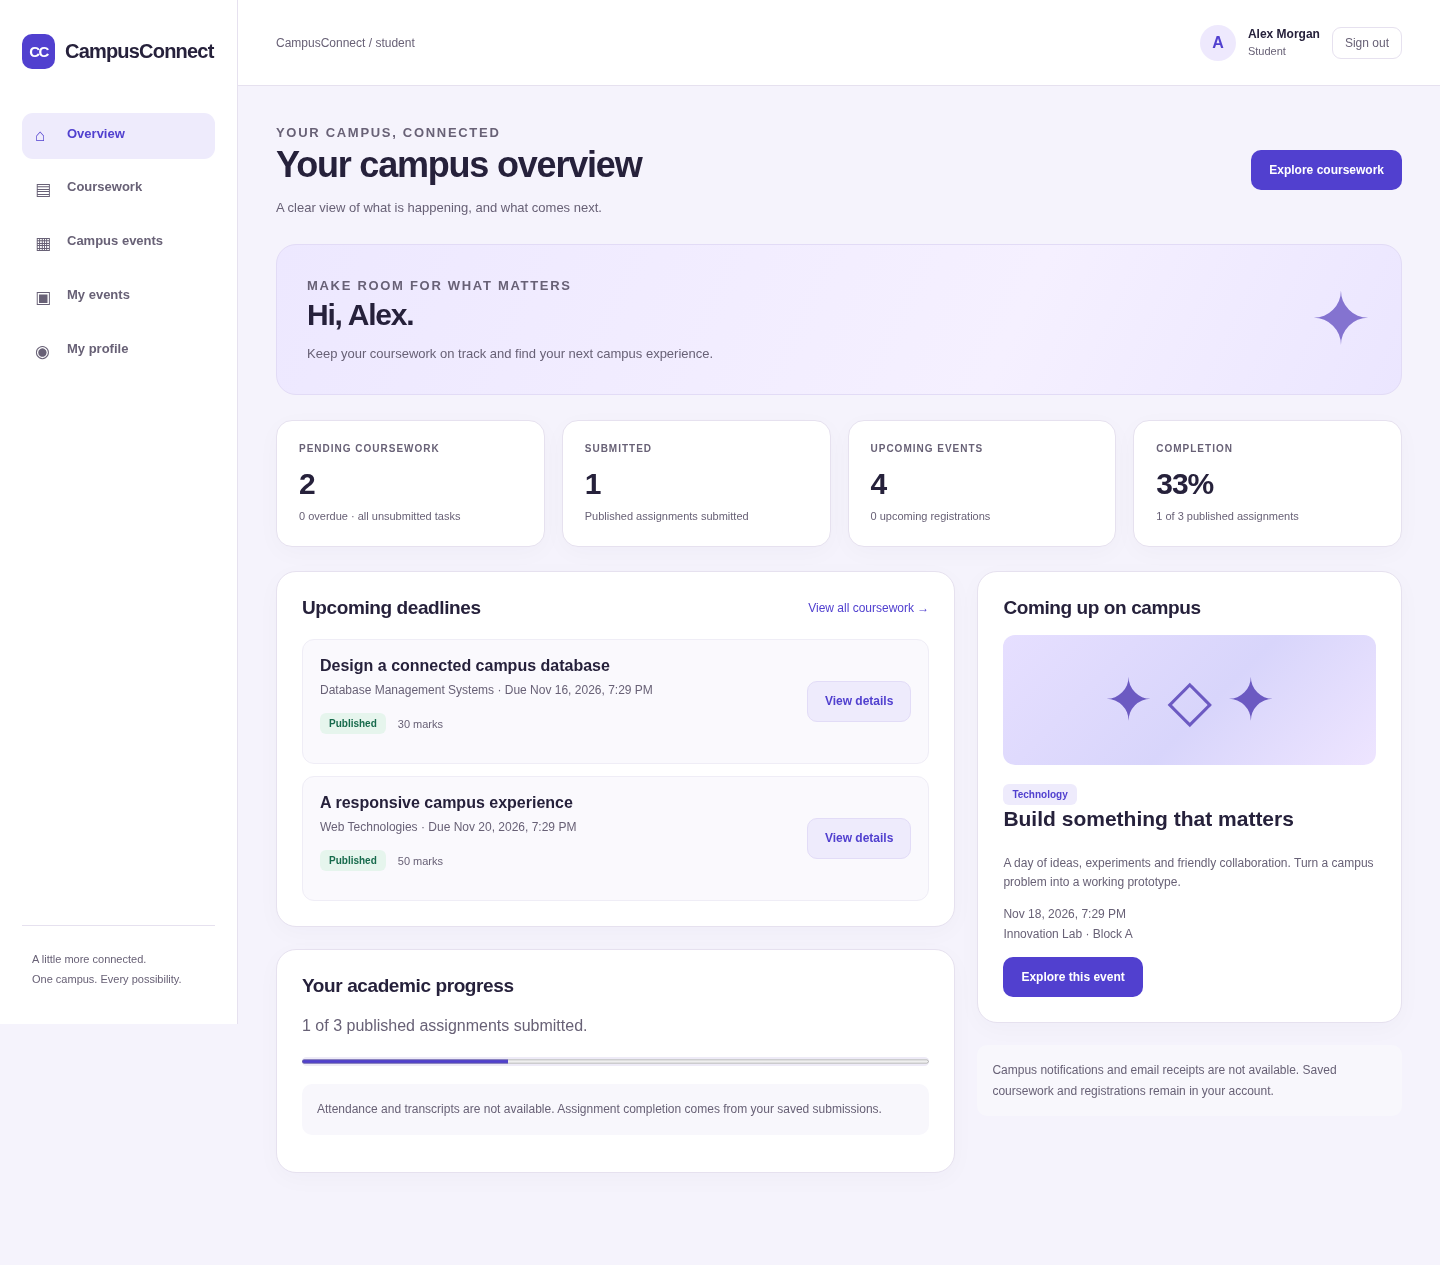 CC CampusConnect
Overview
Coursework
Campus events
My events
My profile
A little more connected.
One campus. Every possibility.
CampusConnect / student
A
Alex Morgan
Student
Sign out
YOUR CAMPUS, CONNECTED
Your campus overview
A clear view of what is happening, and what comes next.
Explore coursework
MAKE ROOM FOR WHAT MATTERS
Hi, Alex.
Keep your coursework on track and find your next campus experience.
PENDING COURSEWORK
2
0 overdue · all unsubmitted tasks
SUBMITTED
1
Published assignments submitted
UPCOMING EVENTS
4
0 upcoming registrations
COMPLETION
33%
1 of 3 published assignments
Upcoming deadlines
View all coursework →
Design a connected campus database
Database Management Systems · Due Nov 16, 2026, 7:29 PM
Published 30 marks
View details
A responsive campus experience
Web Technologies · Due Nov 20, 2026, 7:29 PM
Published 50 marks
View details
Your academic progress
1 of 3 published assignments submitted.
Attendance and transcripts are not available. Assignment completion comes from your saved submissions.
Coming up on campus
Technology
Build something that matters
A day of ideas, experiments and friendly collaboration. Turn a campus
problem into a working prototype.
Nov 18, 2026, 7:29 PM
Innovation Lab · Block A
Explore this event
Campus notifications and email receipts are not available. Saved
coursework and registrations remain in your account.